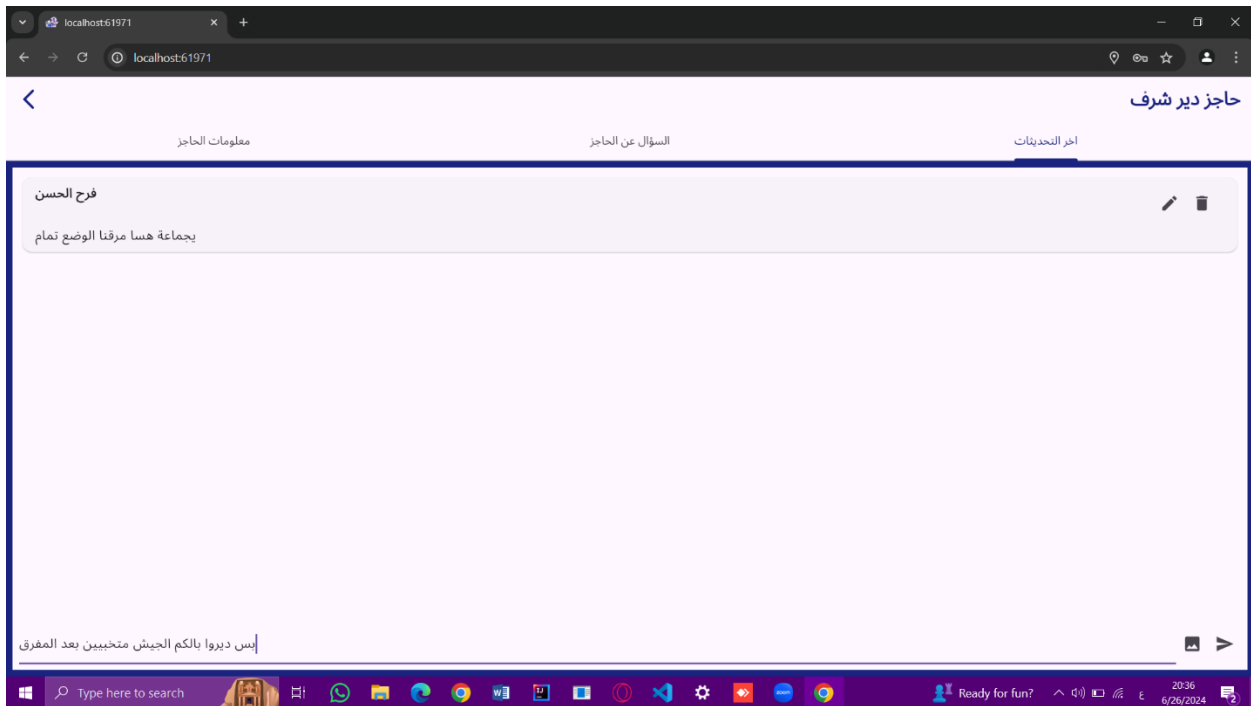 localhost:61971
localhost:61971
حاجز دير شرف
اخر التحديثات
السؤال عن الحاجز
معلومات الحاجز
فرح الحسن
يجماعة هسا مرقنا الوضع تمام
بس ديروا بالكم الجيش متخبيين بعد المفرق
Type here to search
zoom
Ready for fun?
ع
20:36
6/26/2024
2